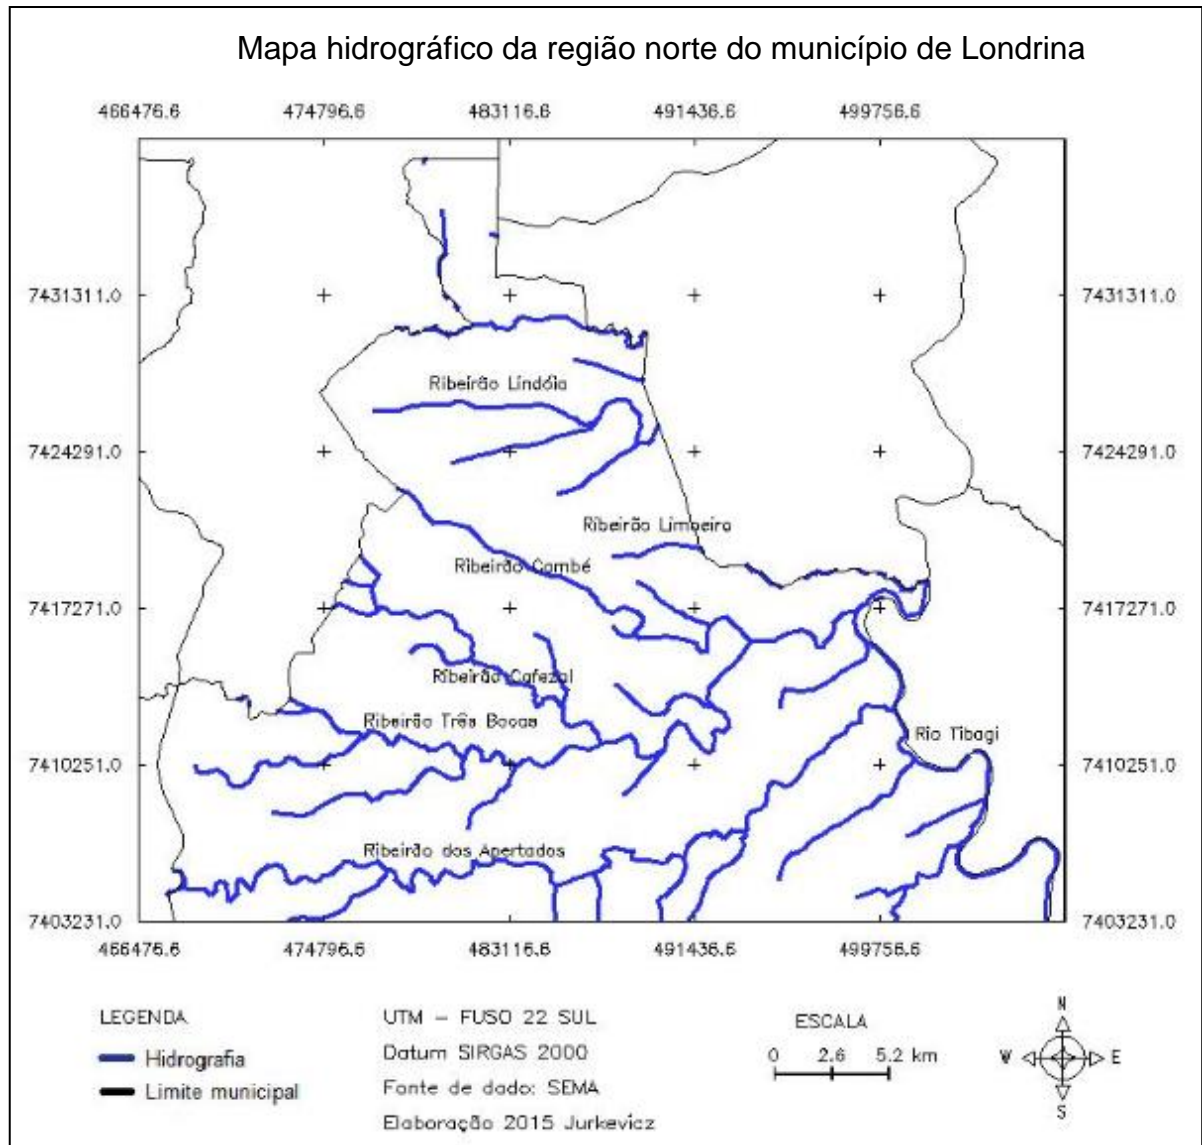 Mapa hidrográfico da região norte do município de Londrina
466476.6 474796.6 483116.6 491436.6 499756.6
7431311.0 7431311.0
Ribeirão Lindóia
7424291.0 7424291.0
Ribeirão Limoeiro
Ribeirão Cambé
7417271.0 7417271.0
Ribeirão Cafezal
Ribeirão Três Bocas
Rio Tibagi
7410251.0 7410251.0
Ribeirão dos Apertados
7403231.0 7403231.0
466476.6 474796.6 483116.6 491436.6 499756.6
LEGENDA
Hidrografia
Limite municipal
UTM – FUSO 22 SUL
Datum SIRGAS 2000
Fonte de dado: SEMA
Elaboração 2015 Jurkevicz
ESCALA
0 2.6 5.2 km
N
W E
S